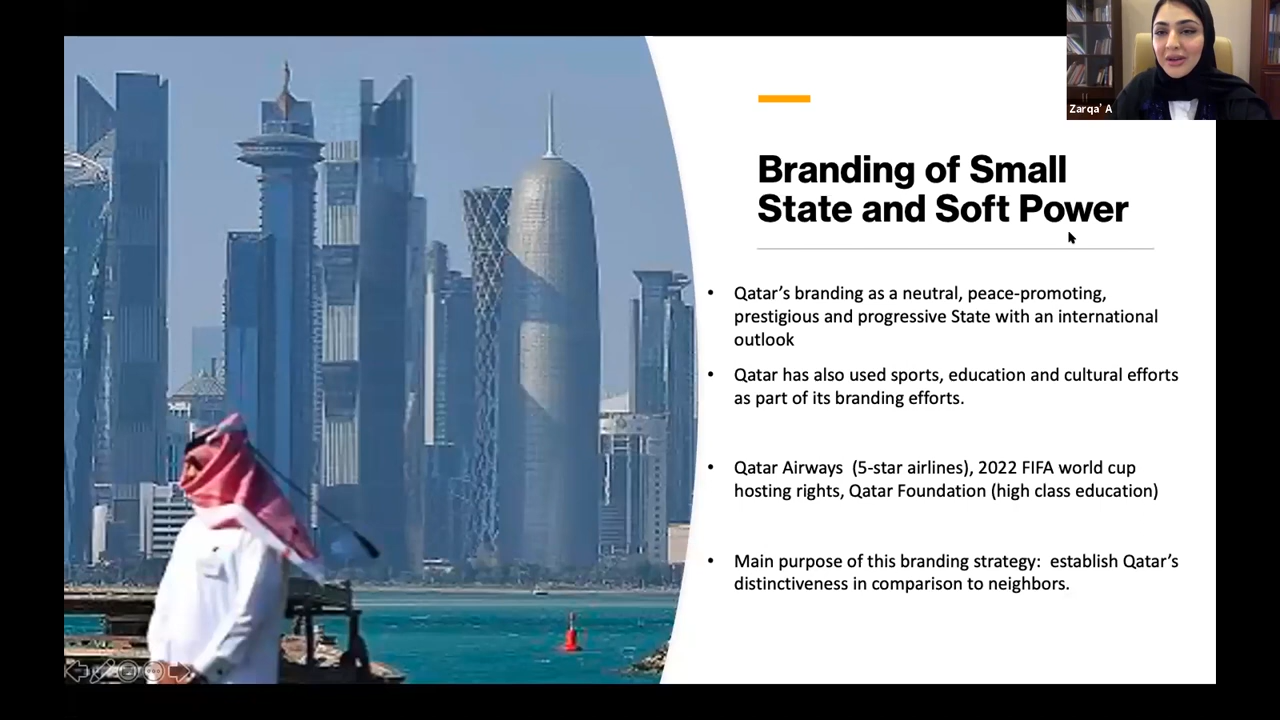 Zarqa' A
Branding of Small
State and Soft Power
• Qatar's branding as a neutral, peace-promoting,
prestigious and progressive State with an international
outlook
• Qatar has also used sports, education and cultural efforts
as part of its branding efforts.
• Qatar Airways (5-star airlines), 2022 FIFA world cup
hosting rights, Qatar Foundation (high class education)
• Main purpose of this branding strategy: establish Qatar's
distinctiveness in comparison to neighbors.